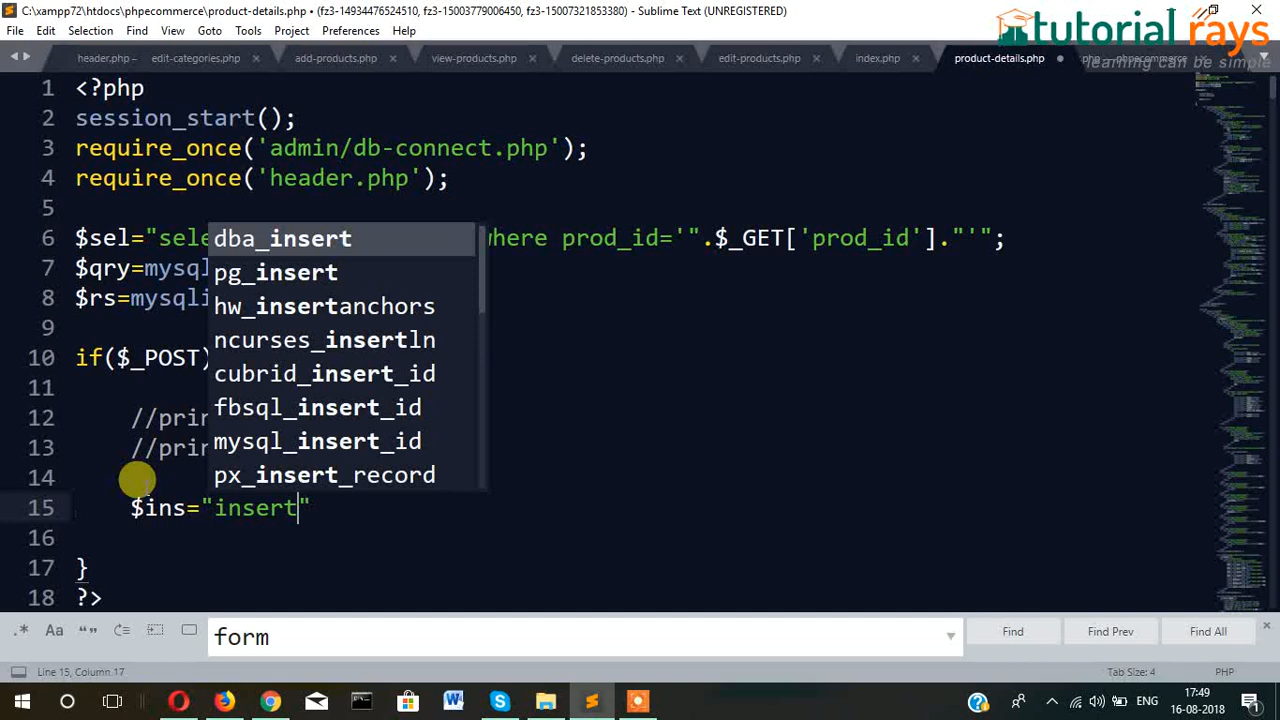 C:\xampp72\htdocs\phpecommerce\product-details.php • (fz3-14934476524510, fz3-15003779006450, fz3-15007321853380) - Sublime Text (UNREGISTERED)
File Edit Selection Find View Goto Tools Project Preferences Help
tutorial rays
learning can be simple
header.php – edit-categories.php × add-products.php × view-products.php × delete-products.php × edit-products.php × index.php × product-details.php • php - phpecommerce
1 <?php
2 session_start();
3 require_once('admin/db-connect.php');
4 require_once('header.php');
5
6 $sel="sele where prod_id='".$_GET['prod_id']."'";
7 $qry=mysql
8 $rs=mysqli
9
10 if($_POST)
11
12 //prin
13 //prin
14
15 $ins="insert"
16
17 }
18 ?>
dba_insert
pg_insert
hw_insertanchors
ncurses_insertln
cubrid_insert_id
fbsql_insert_id
mysql_insert_id
px_insert_record
.* Aa “” form Find Find Prev Find All ×
Line 15, Column 17 Tab Size: 4 PHP
ENG 17:49
16-08-2018